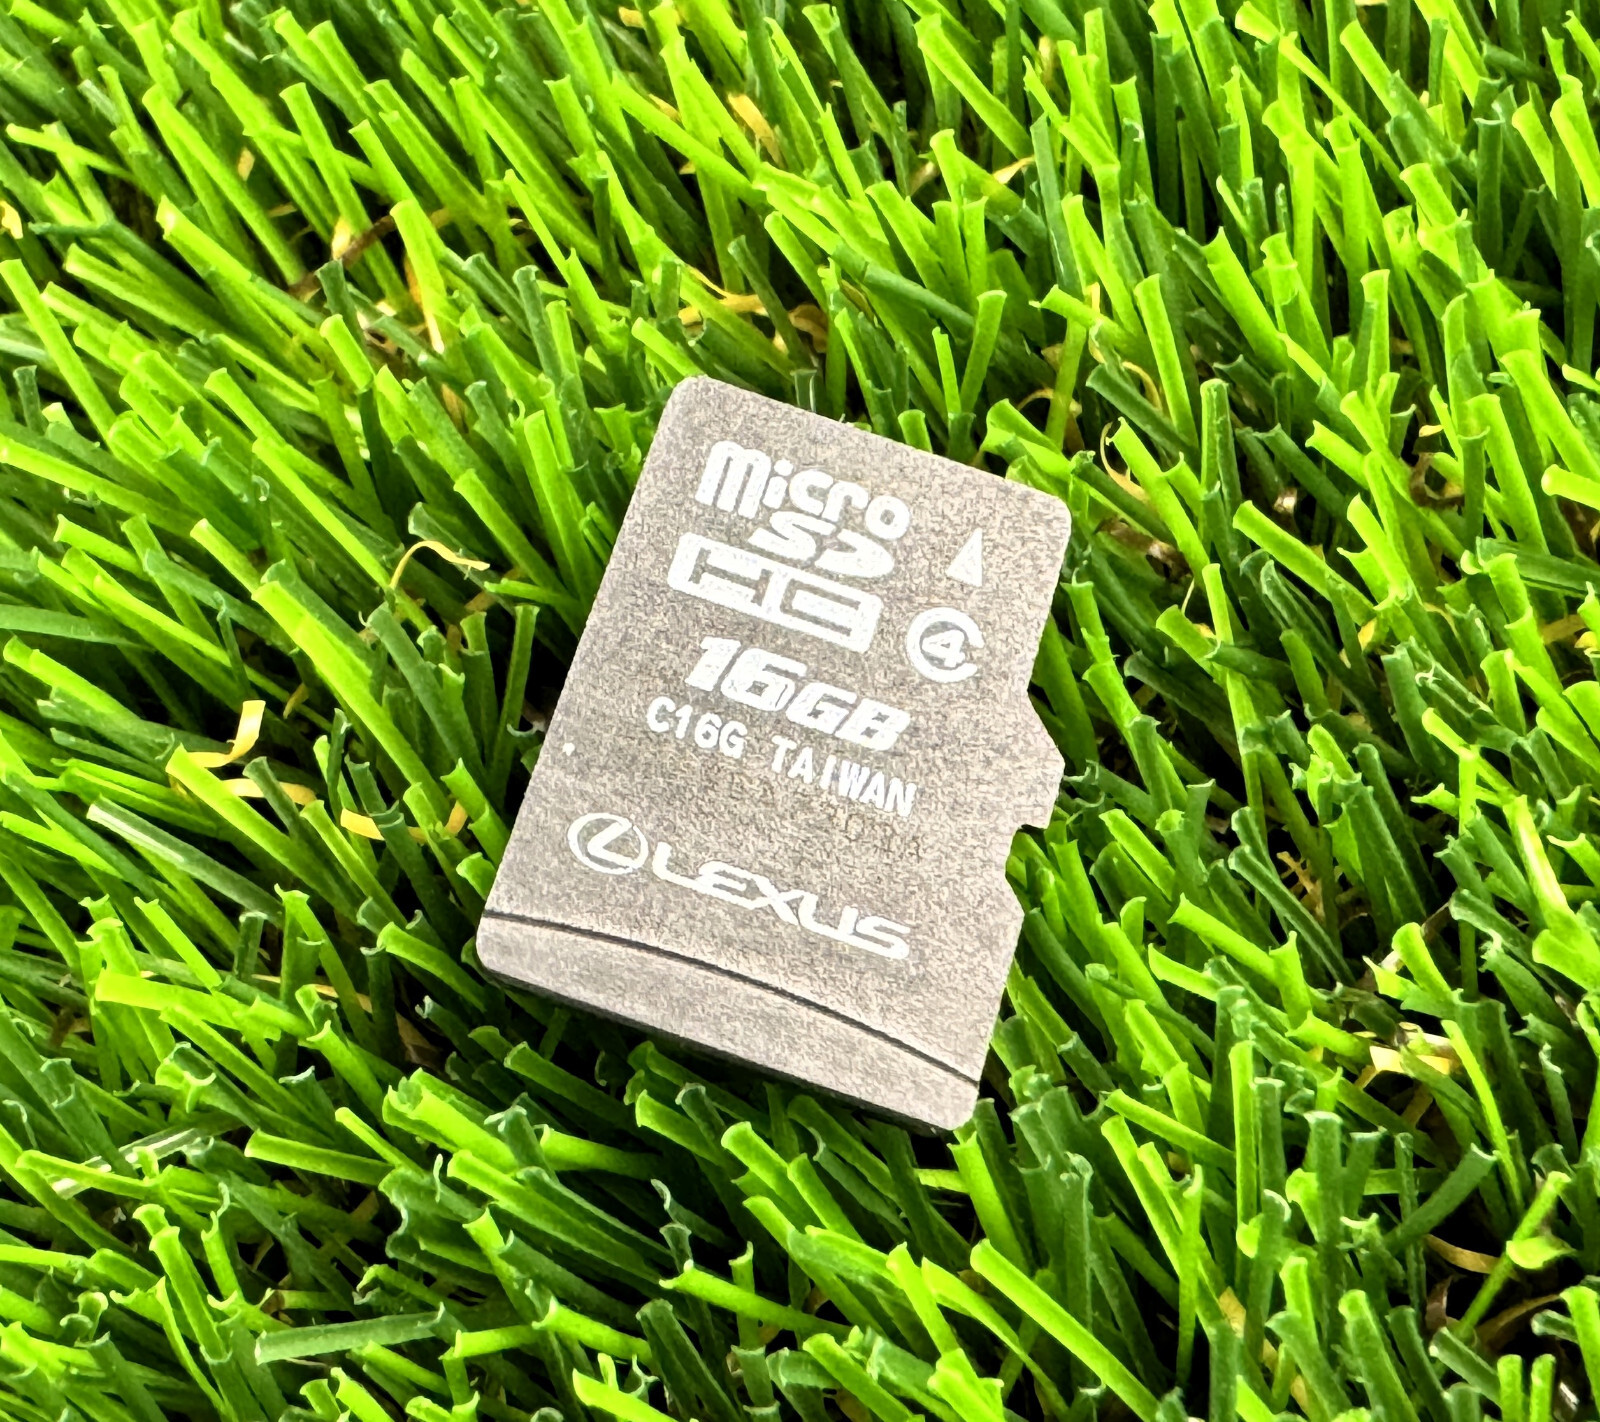 Micro
SD
HC
16GB
④
C16G TAIWAN
LEXUS